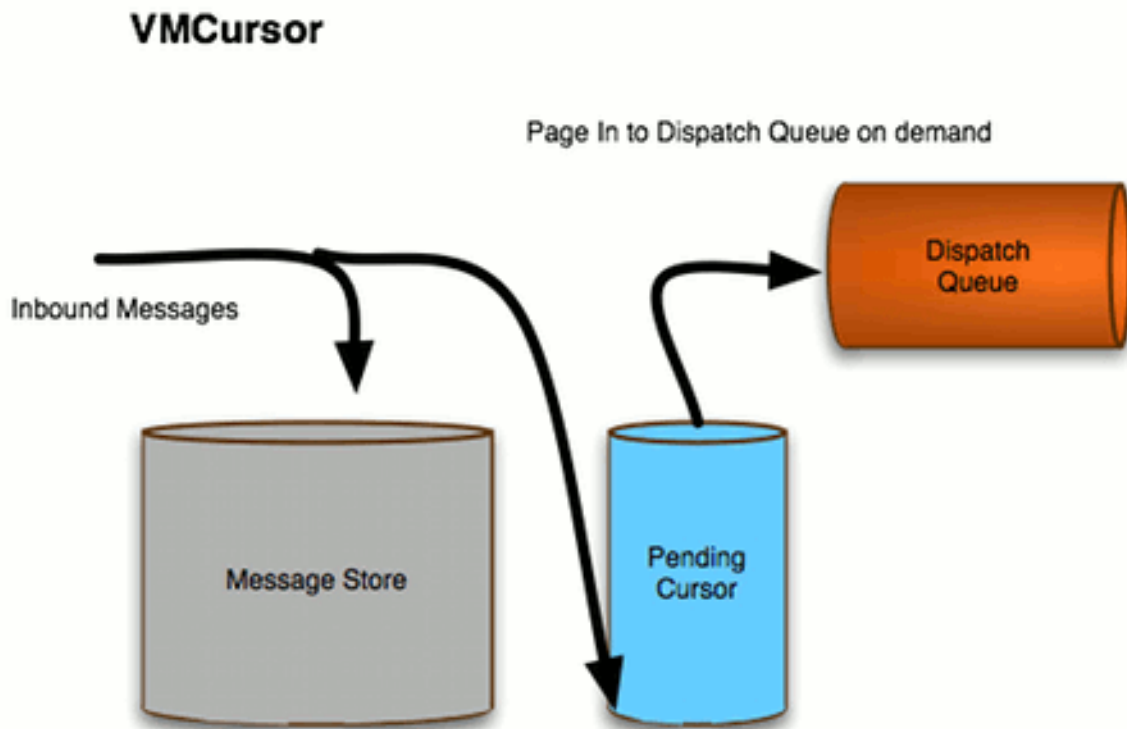 VMCursor
Page In to Dispatch Queue on demand
Dispatch
Queue
Inbound Messages
Message Store
Pending
Cursor